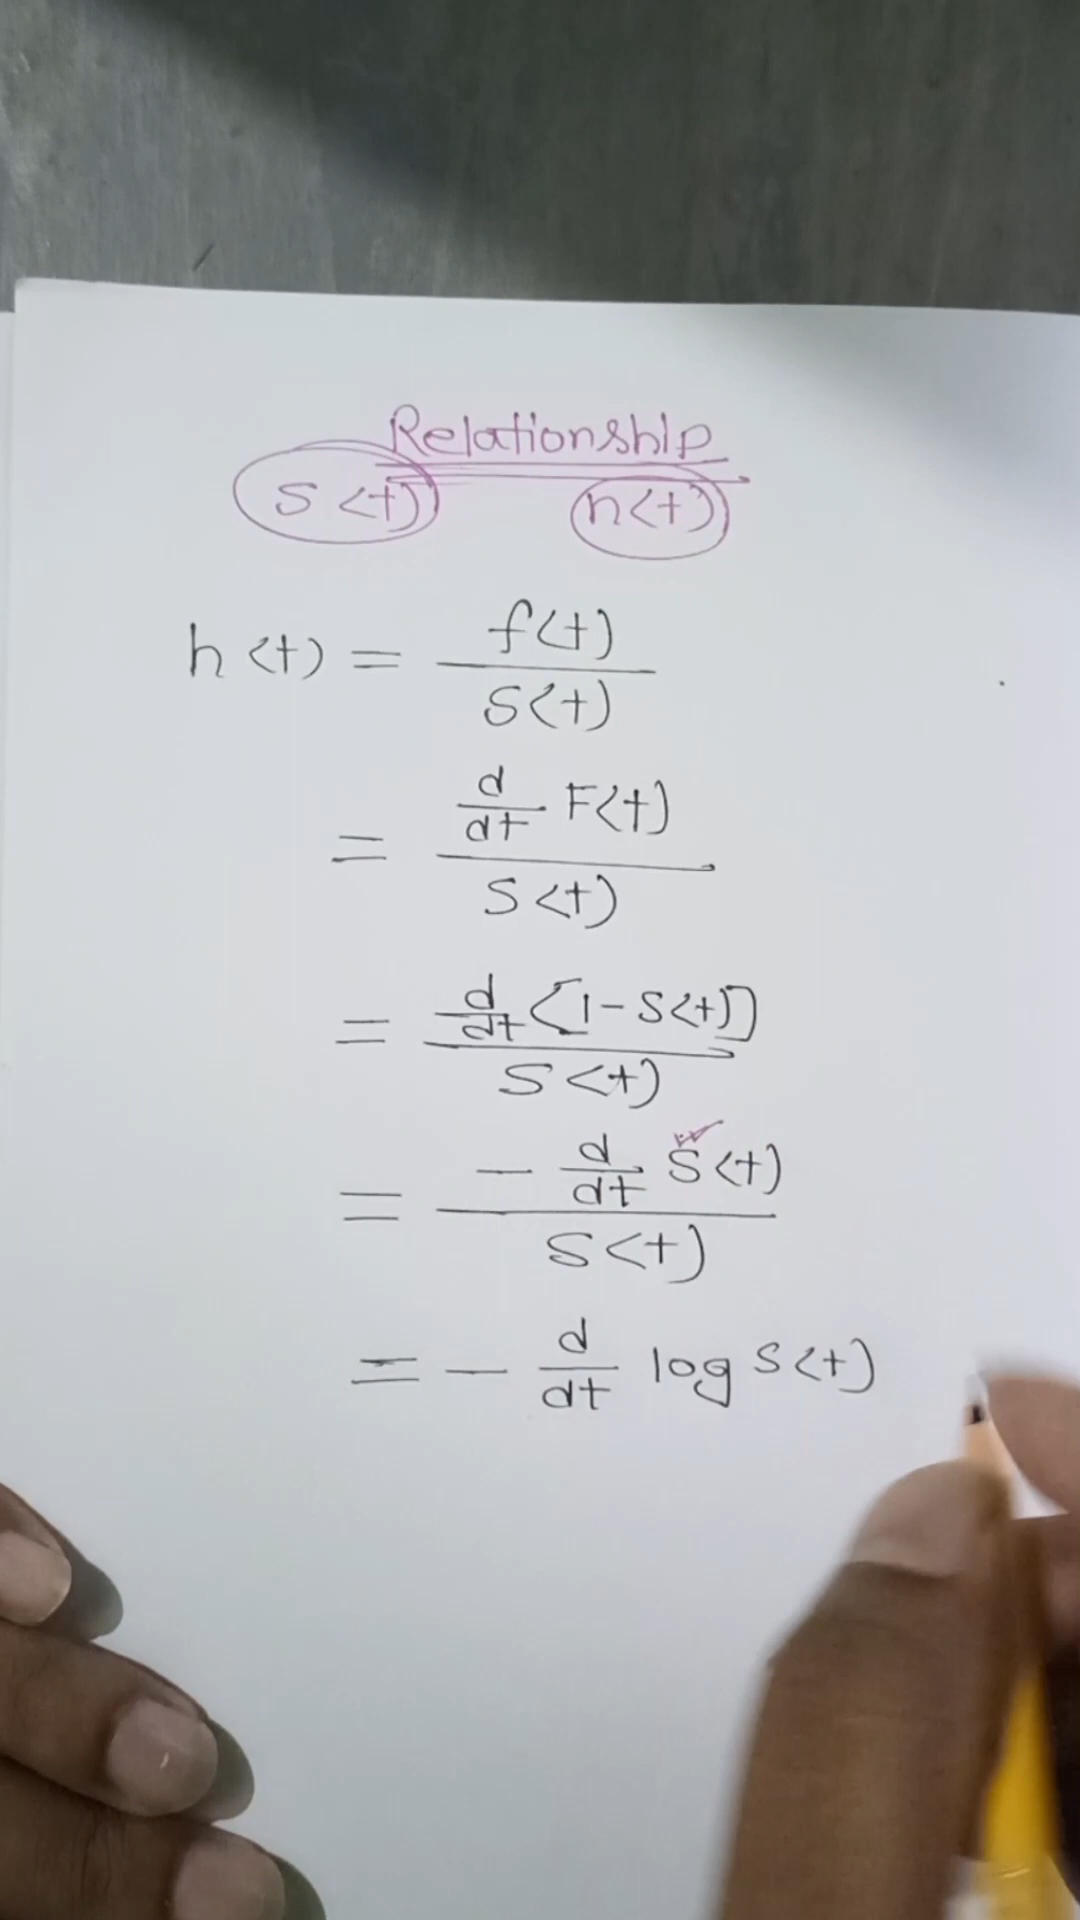 Relationship
S(t) h(t)
h(t) = f(t) / S(t)
= d/dt F(t) / S(t)
= d/dt [1-S(t)] / S(t)
= - d/dt S(t) / S(t)
= - d/dt log S(t)